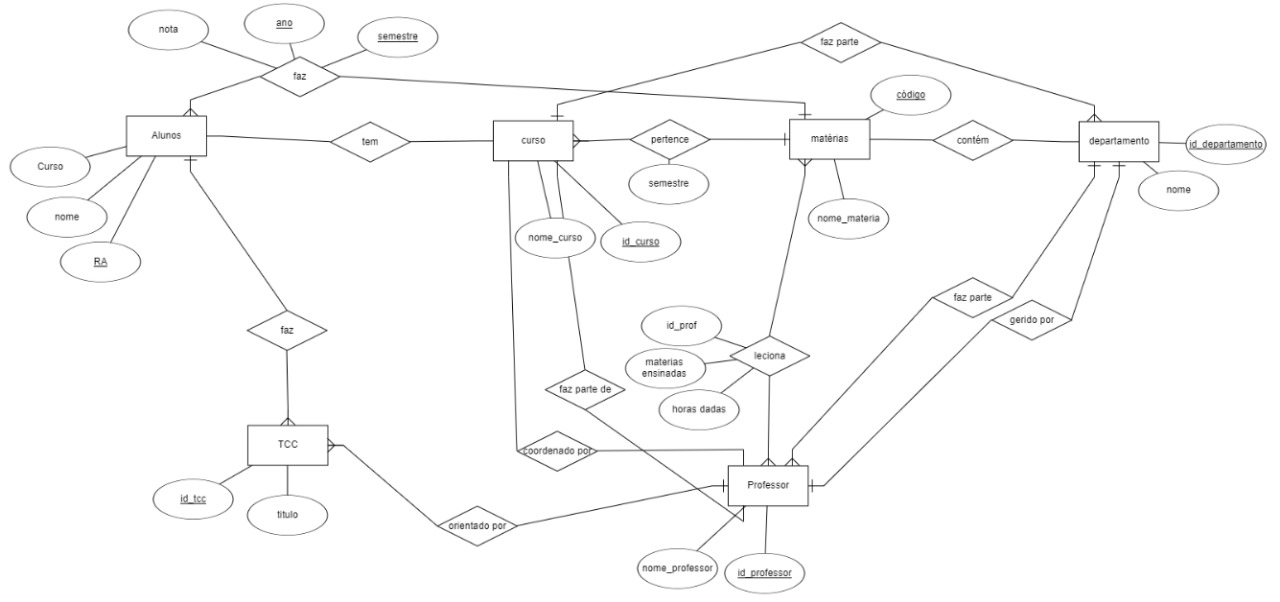 nota
ano
semestre
faz
faz parte
código
Alunos
tem
curso
pertence
matérias
contém
departamento
id_departamento
Curso
nome
RA
semestre
nome_curso
id_curso
nome_materia
nome
faz
id_prof
materias
ensinadas
horas dadas
leciona
faz parte
gerido por
faz parte de
coordenado por
TCC
id_tcc
titulo
orientado por
Professor
nome_professor
id_professor